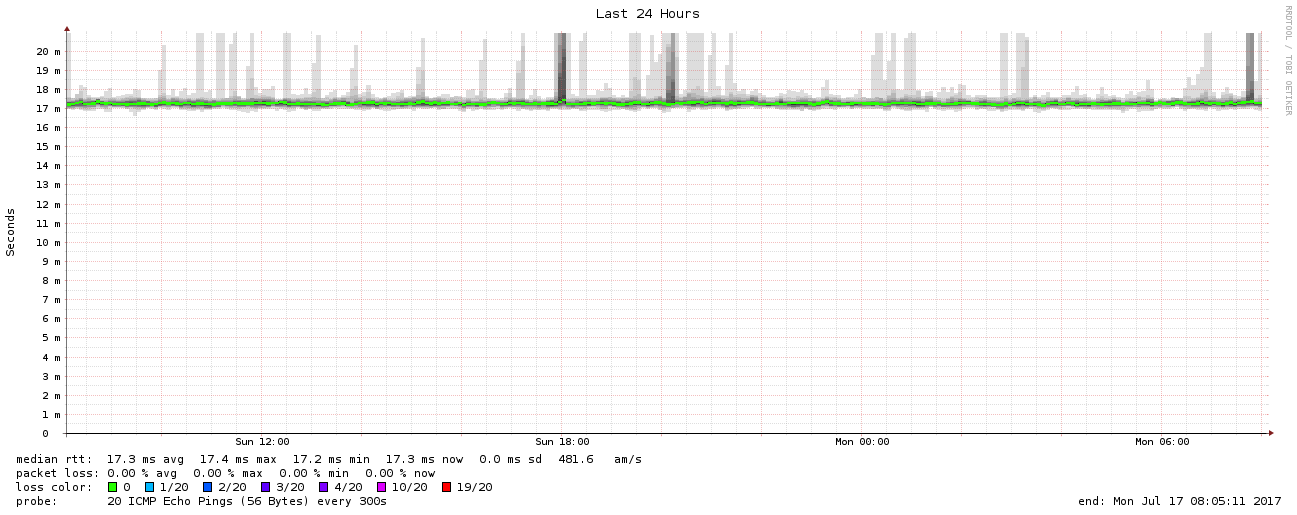 Last 24 Hours
RRDTOOL / TOBI OETIKER
Seconds
20 m
19 m
18 m
17 m
16 m
15 m
14 m
13 m
12 m
11 m
10 m
9 m
8 m
7 m
6 m
5 m
4 m
3 m
2 m
1 m
0
Sun 12:00 Sun 18:00 Mon 00:00 Mon 06:00
median rtt: 17.3 ms avg 17.4 ms max 17.2 ms min 17.3 ms now 0.0 ms sd 481.6 am/s
packet loss: 0.00 % avg 0.00 % max 0.00 % min 0.00 % now
loss color: 0 1/20 2/20 3/20 4/20 10/20 19/20
probe: 20 ICMP Echo Pings (56 Bytes) every 300s end: Mon Jul 17 08:05:11 2017